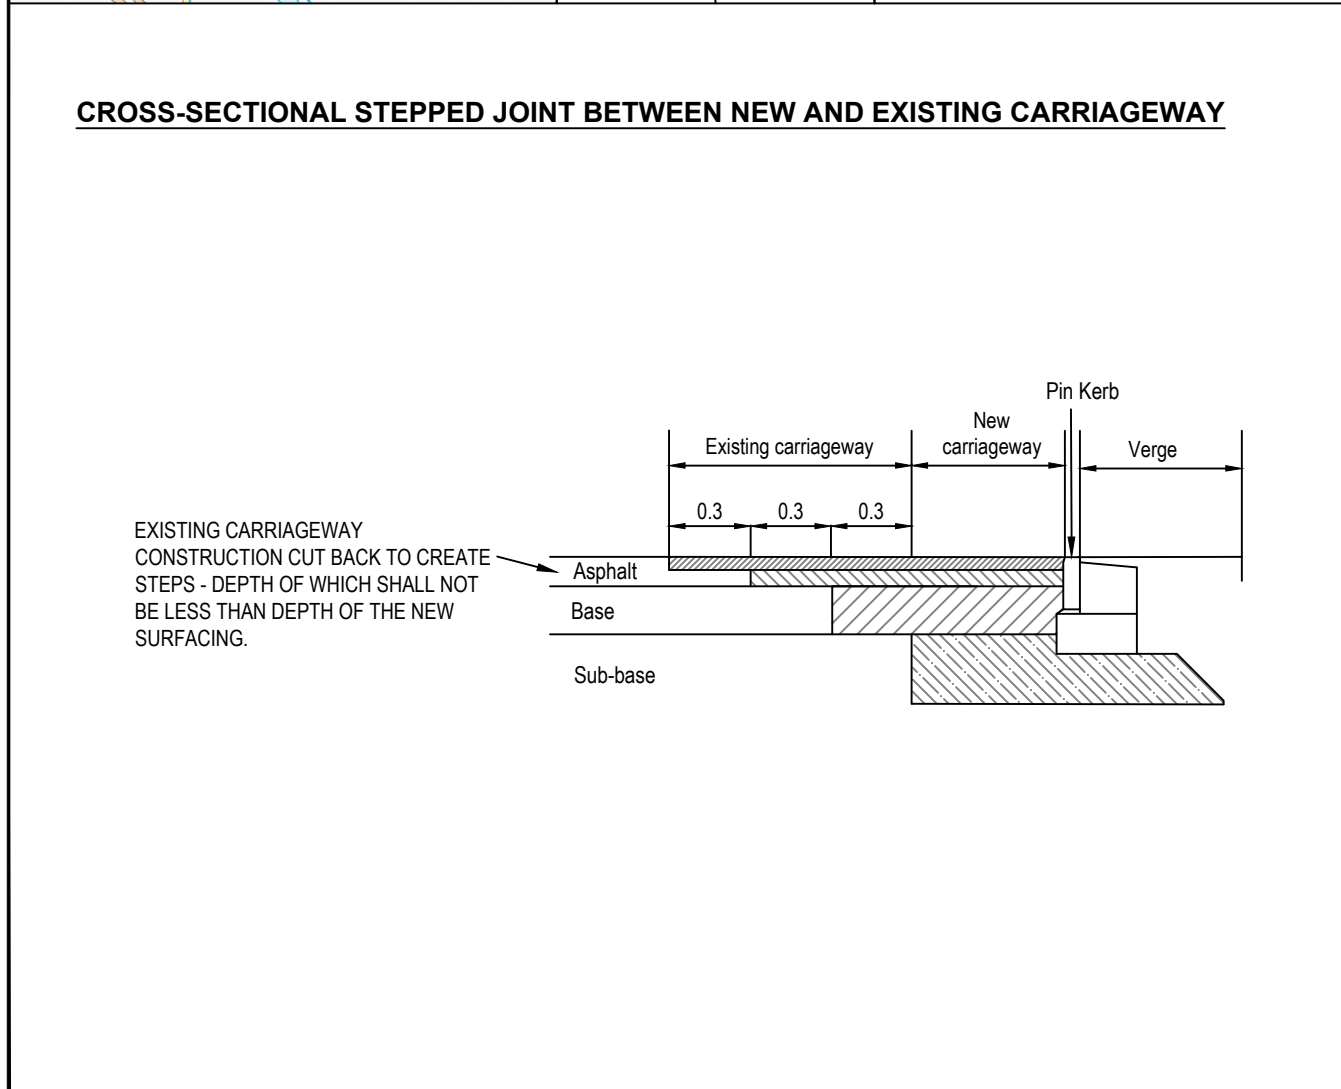 CROSS-SECTIONAL STEPPED JOINT BETWEEN NEW AND EXISTING CARRIAGEWAY
Pin Kerb
New
carriageway
Existing carriageway
Verge
0.3
0.3
0.3
EXISTING CARRIAGEWAY
CONSTRUCTION CUT BACK TO CREATE
STEPS - DEPTH OF WHICH SHALL NOT
BE LESS THAN DEPTH OF THE NEW
SURFACING.
Asphalt
Base
Sub-base